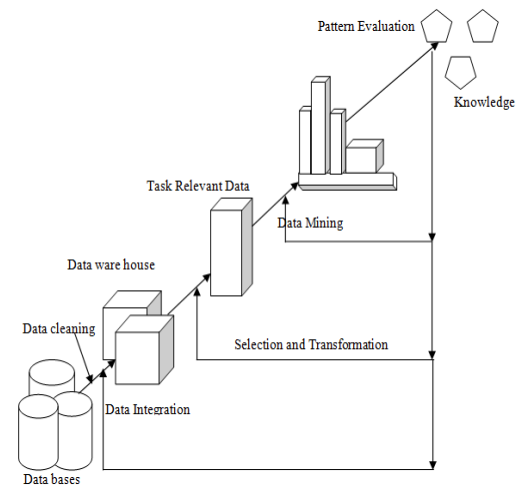 Pattern Evaluation
Knowledge
Task Relevant Data
Data Mining
Data ware house
Data cleaning
Selection and Transformation
Data Integration
Data bases